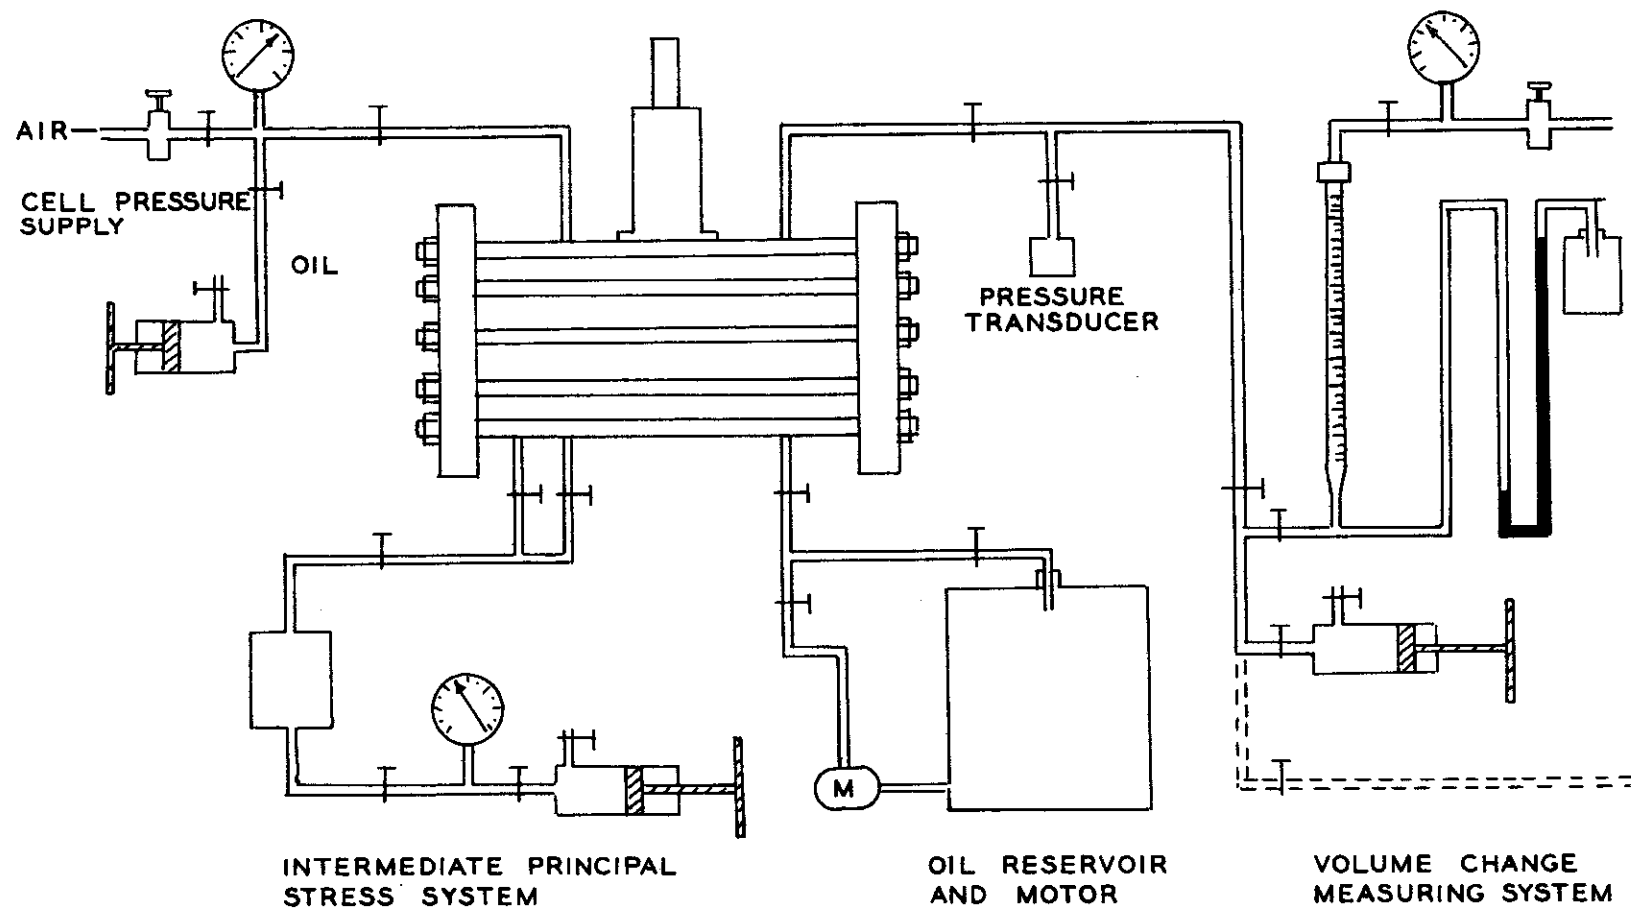 AIR
CELL PRESSURE
SUPPLY
OIL
PRESSURE
TRANSDUCER
M
INTERMEDIATE PRINCIPAL
STRESS SYSTEM
OIL RESERVOIR
AND MOTOR
VOLUME CHANGE
MEASURING SYSTEM